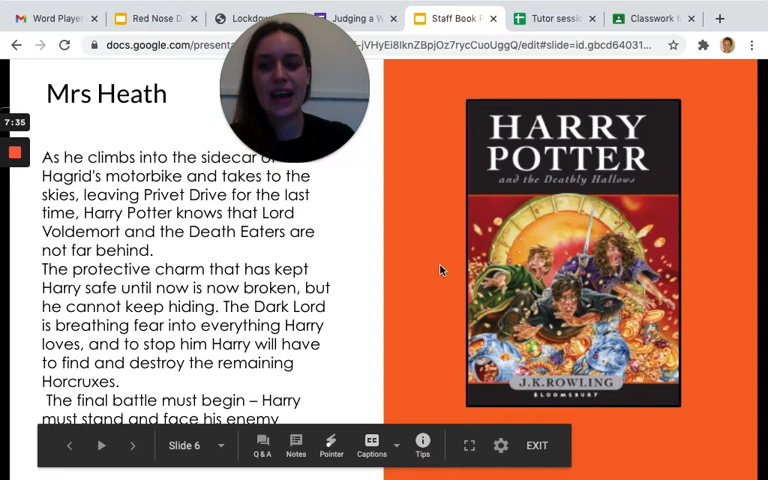 Word Player
Red Nose D
Lockdow
Judging a W
Staff Book
Tutor sessi
Classwork f
docs.google.com/presenta
7:35
Mrs Heath
As he climbs into the sidecar of
Hagrid's motorbike and takes to the
skies, leaving Privet Drive for the last
time, Harry Potter knows that Lord
Voldemort and the Death Eaters are
not far behind.
The protective charm that has kept
Harry safe until now is now broken, but
he cannot keep hiding. The Dark Lord
is breathing fear into everything Harry
loves, and to stop him Harry will have
to find and destroy the remaining
Horcruxes.
The final battle must begin – Harry
must stand and face his enemy
HARRY
POTTER
and the Deathly Hallows
J.K.ROWLING
BLOOMSBURY
Slide 6
Q & A
Notes
Pointer
Captions
Tips
EXIT